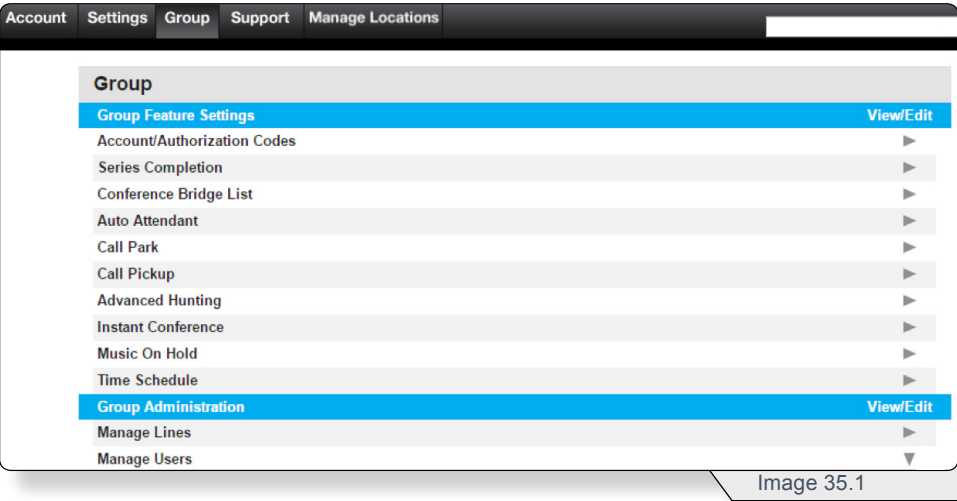 Account Settings Group Support Manage Locations
Group
Group Feature Settings View/Edit
Account/Authorization Codes
Series Completion
Conference Bridge List
Auto Attendant
Call Park
Call Pickup
Advanced Hunting
Instant Conference
Music On Hold
Time Schedule
Group Administration View/Edit
Manage Lines
Manage Users
Image 35.1